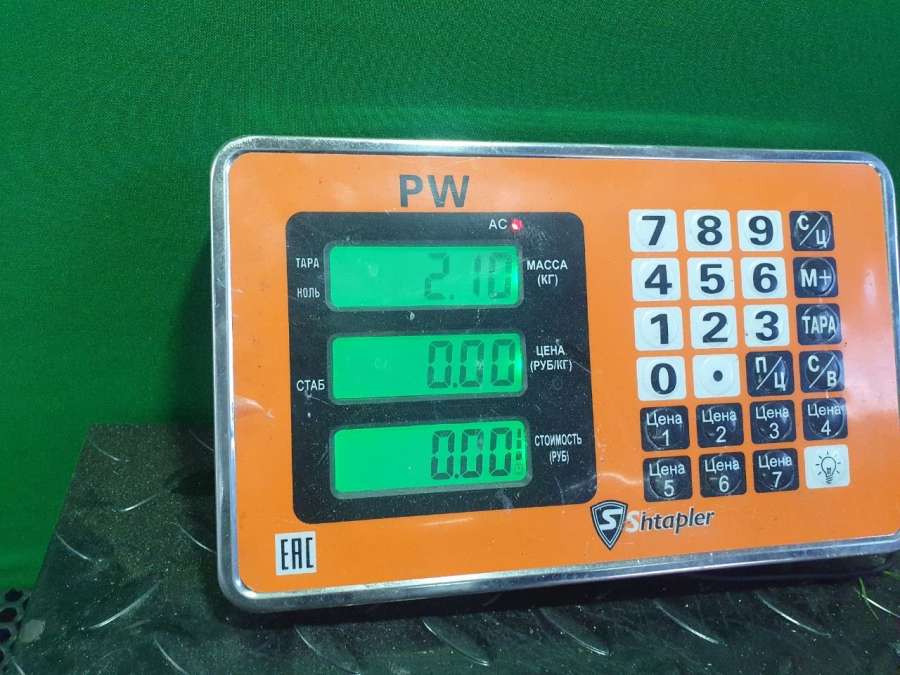 PW
AC
ТАРА
НОЛЬ
2.10
МАССА
(КГ)
СТАБ
0.00
ЦЕНА
(РУБ/КГ)
0.00
СТОИМОСТЬ
(РУБ)
7 8 9 С/Ц
4 5 6 М+
1 2 3 ТАРА
0 . П/Ц С/В
Цена 1 Цена 2 Цена 3 Цена 4
Цена 5 Цена 6 Цена 7
S Shtapler
EAC